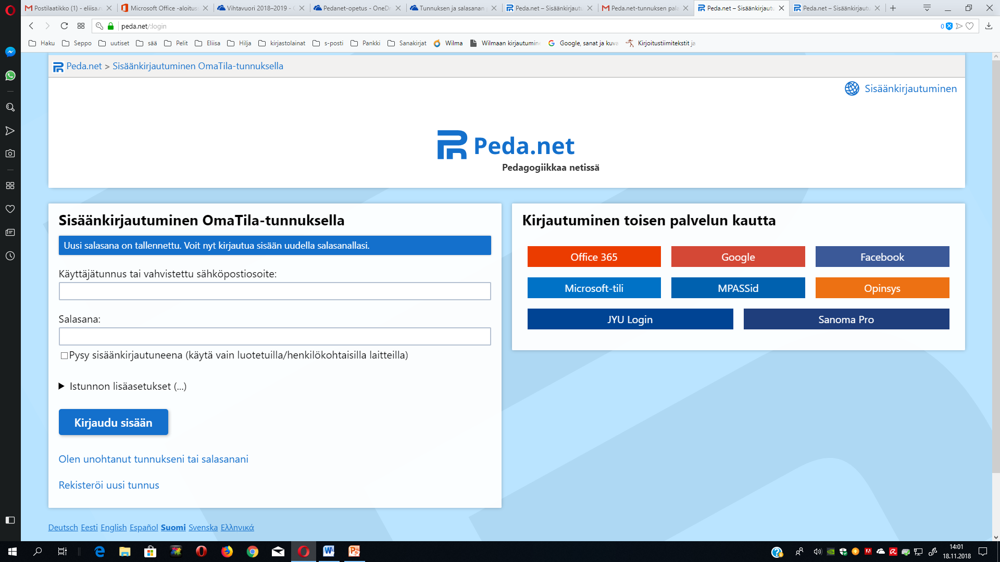 Postilaatikko (1) - eliisa.n
Microsoft Office -aloitus
Vihtavuori 2018–2019 - O
Pedanet-opetus - OneDr
Tunnuksen ja salasanan
Peda.net – Sisäänkirjautu
Peda.net-tunnuksen pala
Peda.net – Sisäänkirjautu
Peda.net – Sisäänkirjautu
peda.net/:login
0
Haku
Seppo
uutiset
sää
Pelit
Eliisa
Hilja
kirjastolainat
s-posti
Pankki
Sanakirjat
Wilma
Wilmaan kirjautumine
Google, sanat ja kuva
Kirjoitustiimitekstit ja
Peda.net > Sisäänkirjautuminen OmaTila-tunnuksella
Sisäänkirjautuminen
Peda.net
Pedagogiikkaa netissä
Sisäänkirjautuminen OmaTila-tunnuksella
Uusi salasana on tallennettu. Voit nyt kirjautua sisään uudella salasanallasi.
Käyttäjätunnus tai vahvistettu sähköpostiosoite:
Salasana:
Pysy sisäänkirjautuneena (käytä vain luotetuilla/henkilökohtaisilla laitteilla)
Istunnon lisäasetukset (...)
Kirjaudu sisään
Olen unohtanut tunnukseni tai salasanani
Rekisteröi uusi tunnus
Kirjautuminen toisen palvelun kautta
Office 365
Google
Facebook
Microsoft-tili
MPASSid
Opinsys
JYU Login
Sanoma Pro
Deutsch Eesti English Español Suomi Svenska Ελληνικά
14:01
18.11.2018